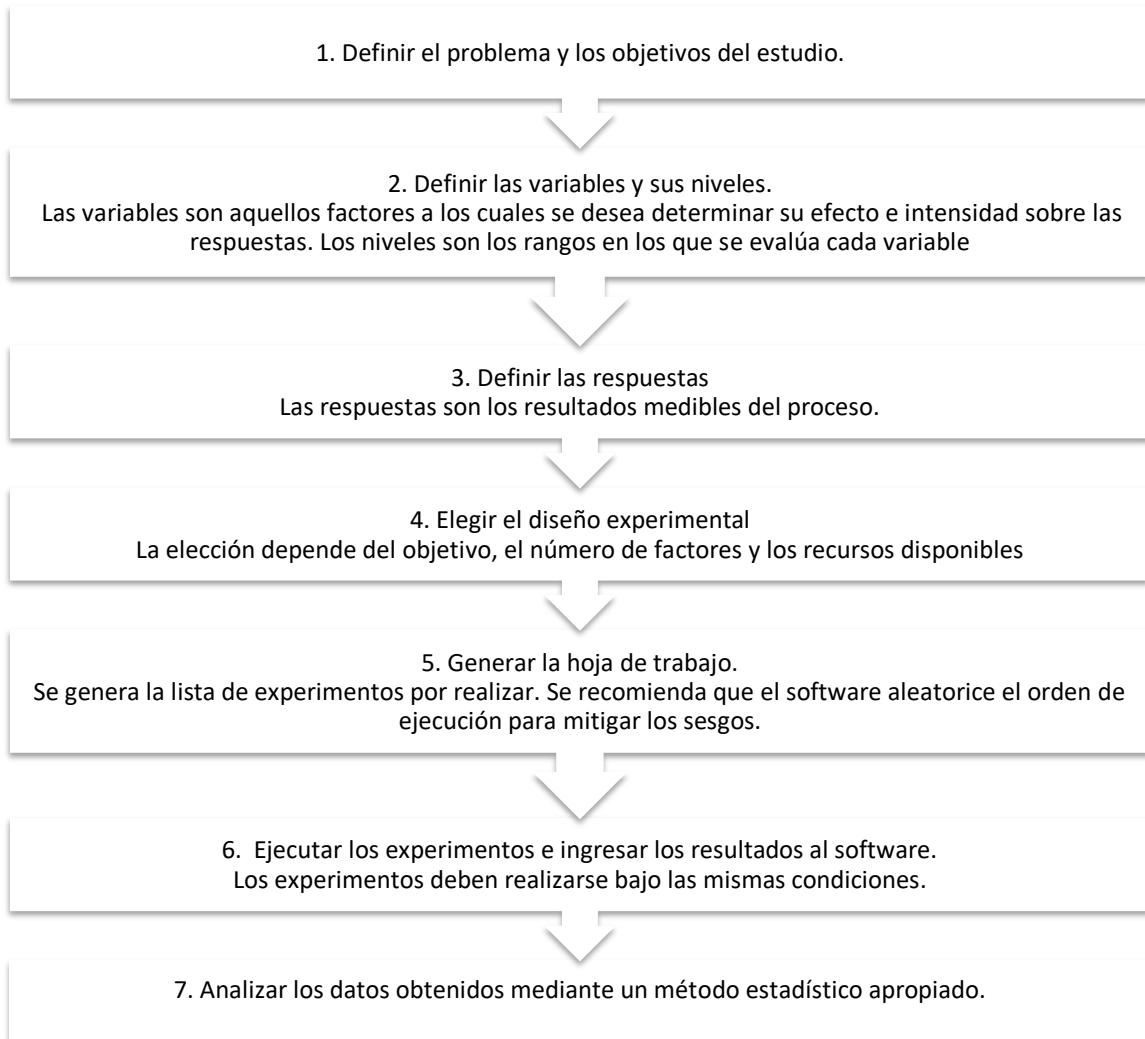 1. Definir el problema y los objetivos del estudio.
2. Definir las variables y sus niveles.
Las variables son aquellos factores a los cuales se desea determinar su efecto e intensidad sobre las
respuestas. Los niveles son los rangos en los que se evalúa cada variable
3. Definir las respuestas
Las respuestas son los resultados medibles del proceso.
4. Elegir el diseño experimental
La elección depende del objetivo, el número de factores y los recursos disponibles
5. Generar la hoja de trabajo.
Se genera la lista de experimentos por realizar. Se recomienda que el software aleatorice el orden de
ejecución para mitigar los sesgos.
6. Ejecutar los experimentos e ingresar los resultados al software.
Los experimentos deben realizarse bajo las mismas condiciones.
7. Analizar los datos obtenidos mediante un método estadístico apropiado.